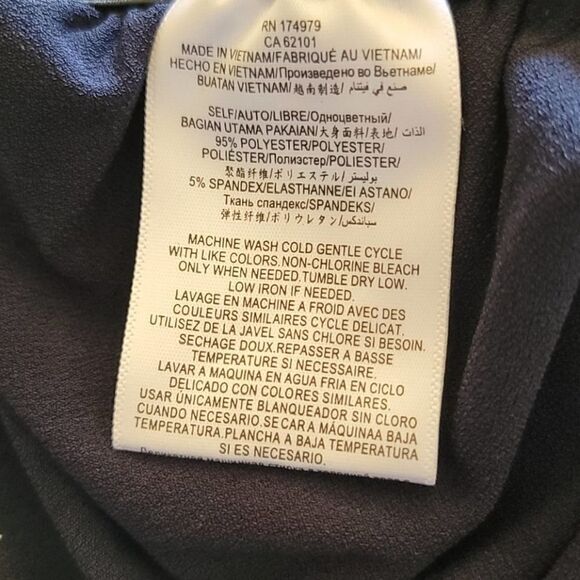 RN 174979
CA 62101
MADE IN VIETNAM/FABRIQUÉ AU VIETNAM/
HECHO EN VIETNAM/Произведено во Вьетнаме/
BUATAN VIETNAM/越南制造/ صنع في فيتنام
SELF/AUTO/LIBRE/Одноцветный/
BAGIAN UTAMA PAKAIAN/大身面料/表地/ الذات
95% POLYESTER/POLYESTER/
POLIÉSTER/Полиэстер/POLIESTER/
聚酯纤维/ポリエステル/ بوليستر
5% SPANDEX/ELASTHANNE/ELASTANO/
Ткань спандекс/SPANDEKS/
弹性纤维/ポリウレタン/ سباندكس
MACHINE WASH COLD GENTLE CYCLE
WITH LIKE COLORS.NON-CHLORINE BLEACH
ONLY WHEN NEEDED.TUMBLE DRY LOW.
LOW IRON IF NEEDED.
LAVAGE EN MACHINE A FROID AVEC DES
COULEURS SIMILAIRES CYCLE DELICAT.
UTILISEZ DE LA JAVEL SANS CHLORE SI BESOIN.
SECHAGE DOUX.REPASSER A BASSE
TEMPERATURE SI NECESSAIRE.
LAVAR A MAQUINA EN AGUA FRIA EN CICLO
DELICADO CON COLORES SIMILARES.
USAR ÚNICAMENTE BLANQUEADOR SIN CLORO
CUANDO NECESARIO.SECAR A MÁQUINAA BAJA
TEMPERATURA.PLANCHA A BAJA TEMPERATURA
SI ES NECESARIO.